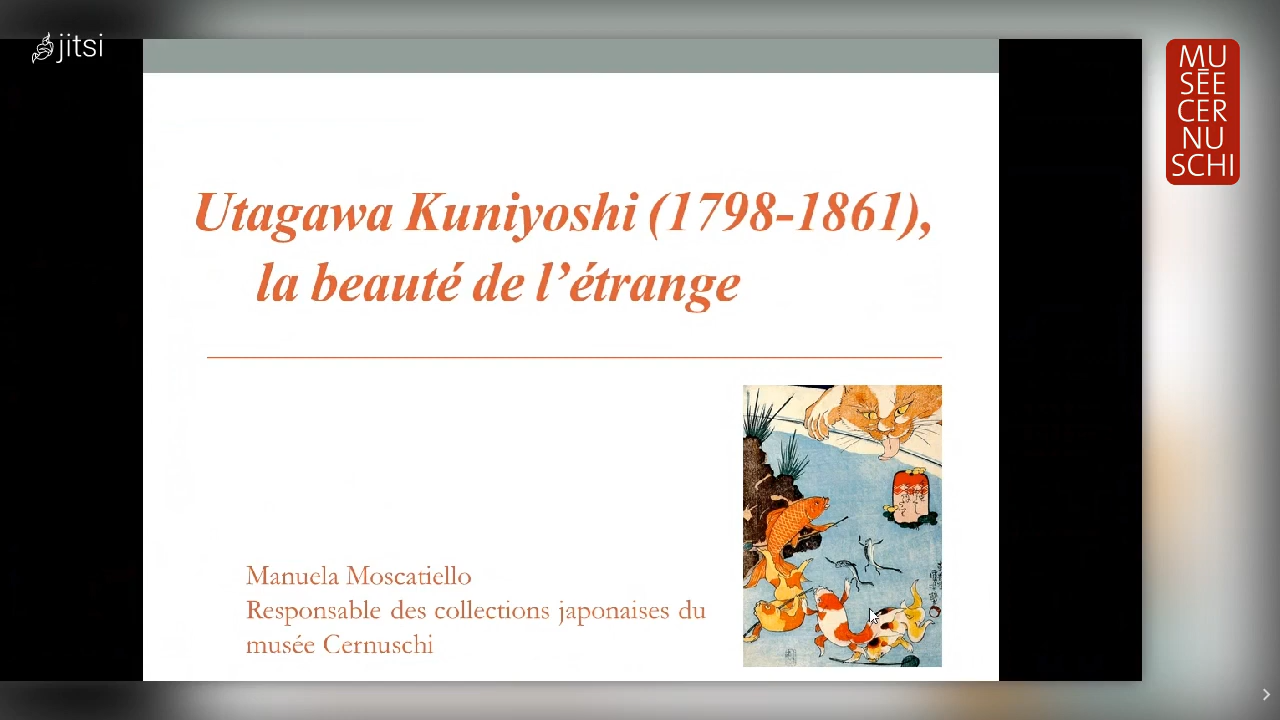 jitsi
MU
SÉE
CER
NU
SCHI
Utagawa Kuniyoshi (1798-1861),
la beauté de l’étrange
Manuela Moscatiello
Responsable des collections japonaises du
musée Cernuschi